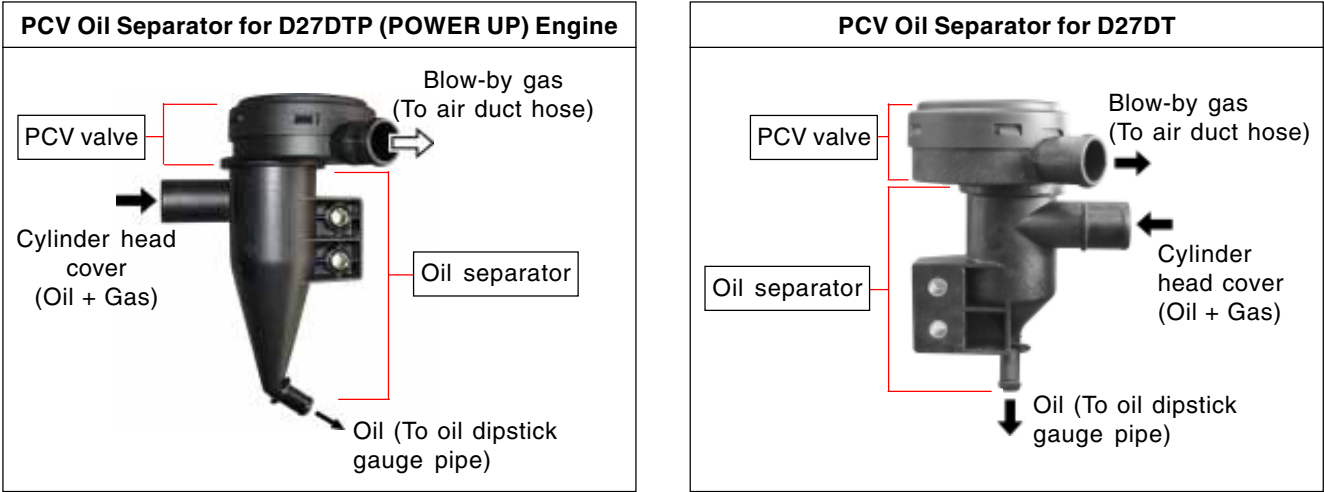 PCV Oil Separator for D27DTP (POWER UP) Engine
Blow-by gas
(To air duct hose)
PCV valve
Cylinder head
cover
(Oil + Gas)
Oil separator
Oil (To oil dipstick
gauge pipe)
PCV Oil Separator for D27DT
Blow-by gas
(To air duct hose)
PCV valve
Cylinder
head cover
(Oil + Gas)
Oil separator
Oil (To oil dipstick
gauge pipe)